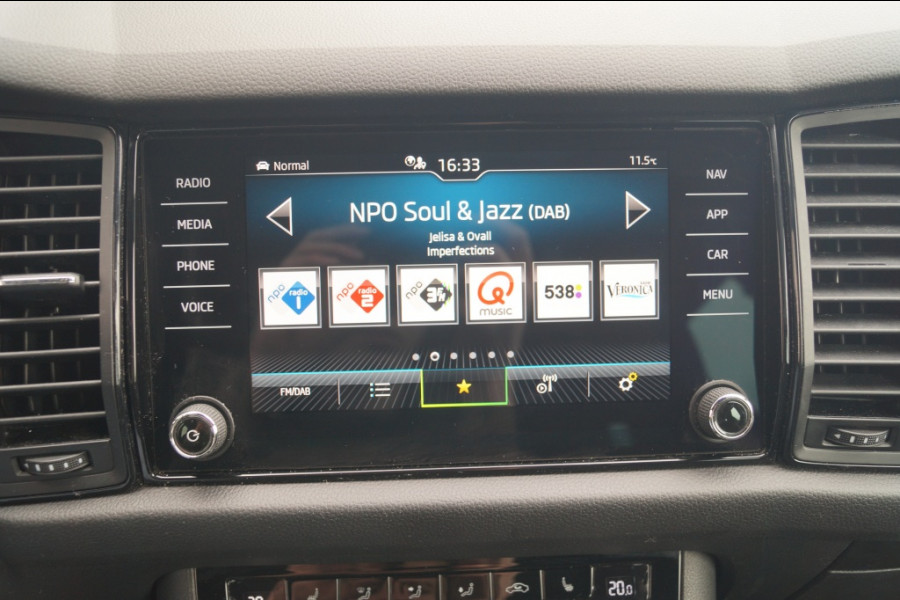 Normal
16:33
11.5°C
RADIO
MEDIA
PHONE
VOICE
NAV
APP
CAR
MENU
NPO Soul & Jazz (DAB)
Jelisa & Ovall
Imperfections
npo radio 1
npo radio 2
npo 3FM
Q music
538
VERONICA
FM/DAB
20.0